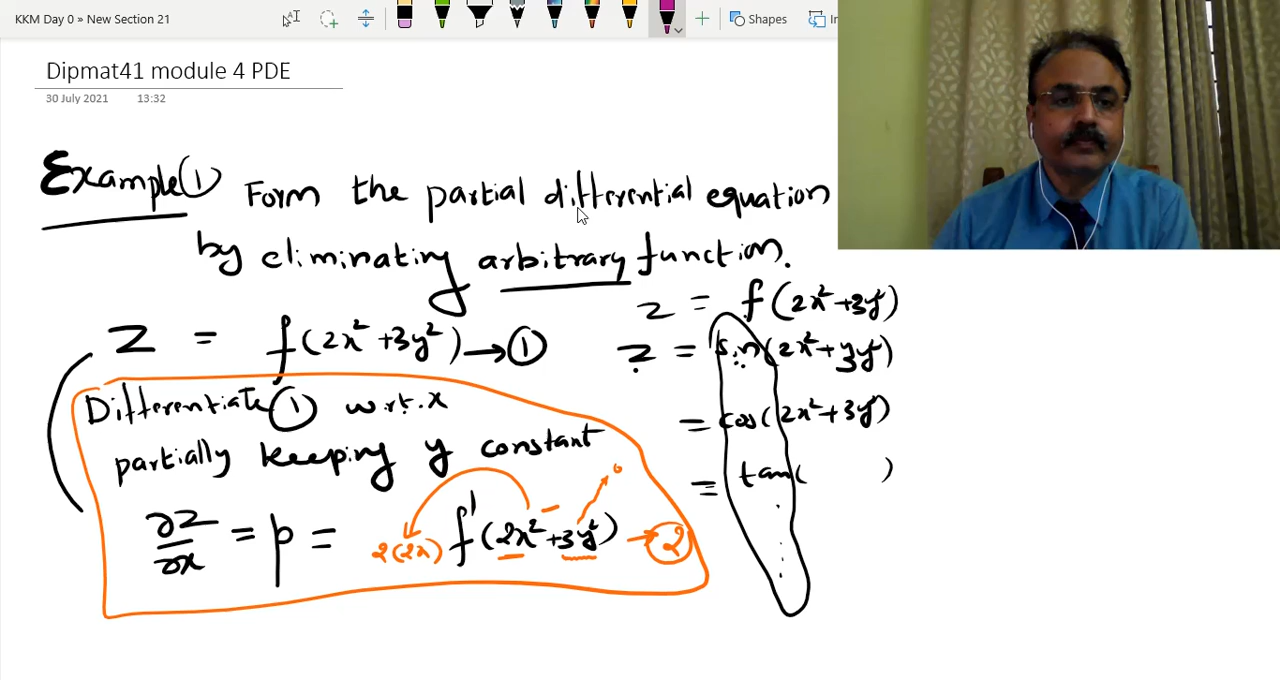 KKM Day 0 » New Section 21
Shapes
In
Dipmat41 module 4 PDE
30 July 2021 13:32
Example(1) Form the partial differential equation
by eliminating arbitrary function.
z = f(2x²+3y²) → ①
z = f(2x²+3y²)
z = sin(2x²+3y²)
= cos(2x²+3y²)
= tan( )
Differentiate ① w.r.t. x
partially keeping y constant
∂z/∂x = p = 2(2x) f'(2x²+3y²) → ②
0